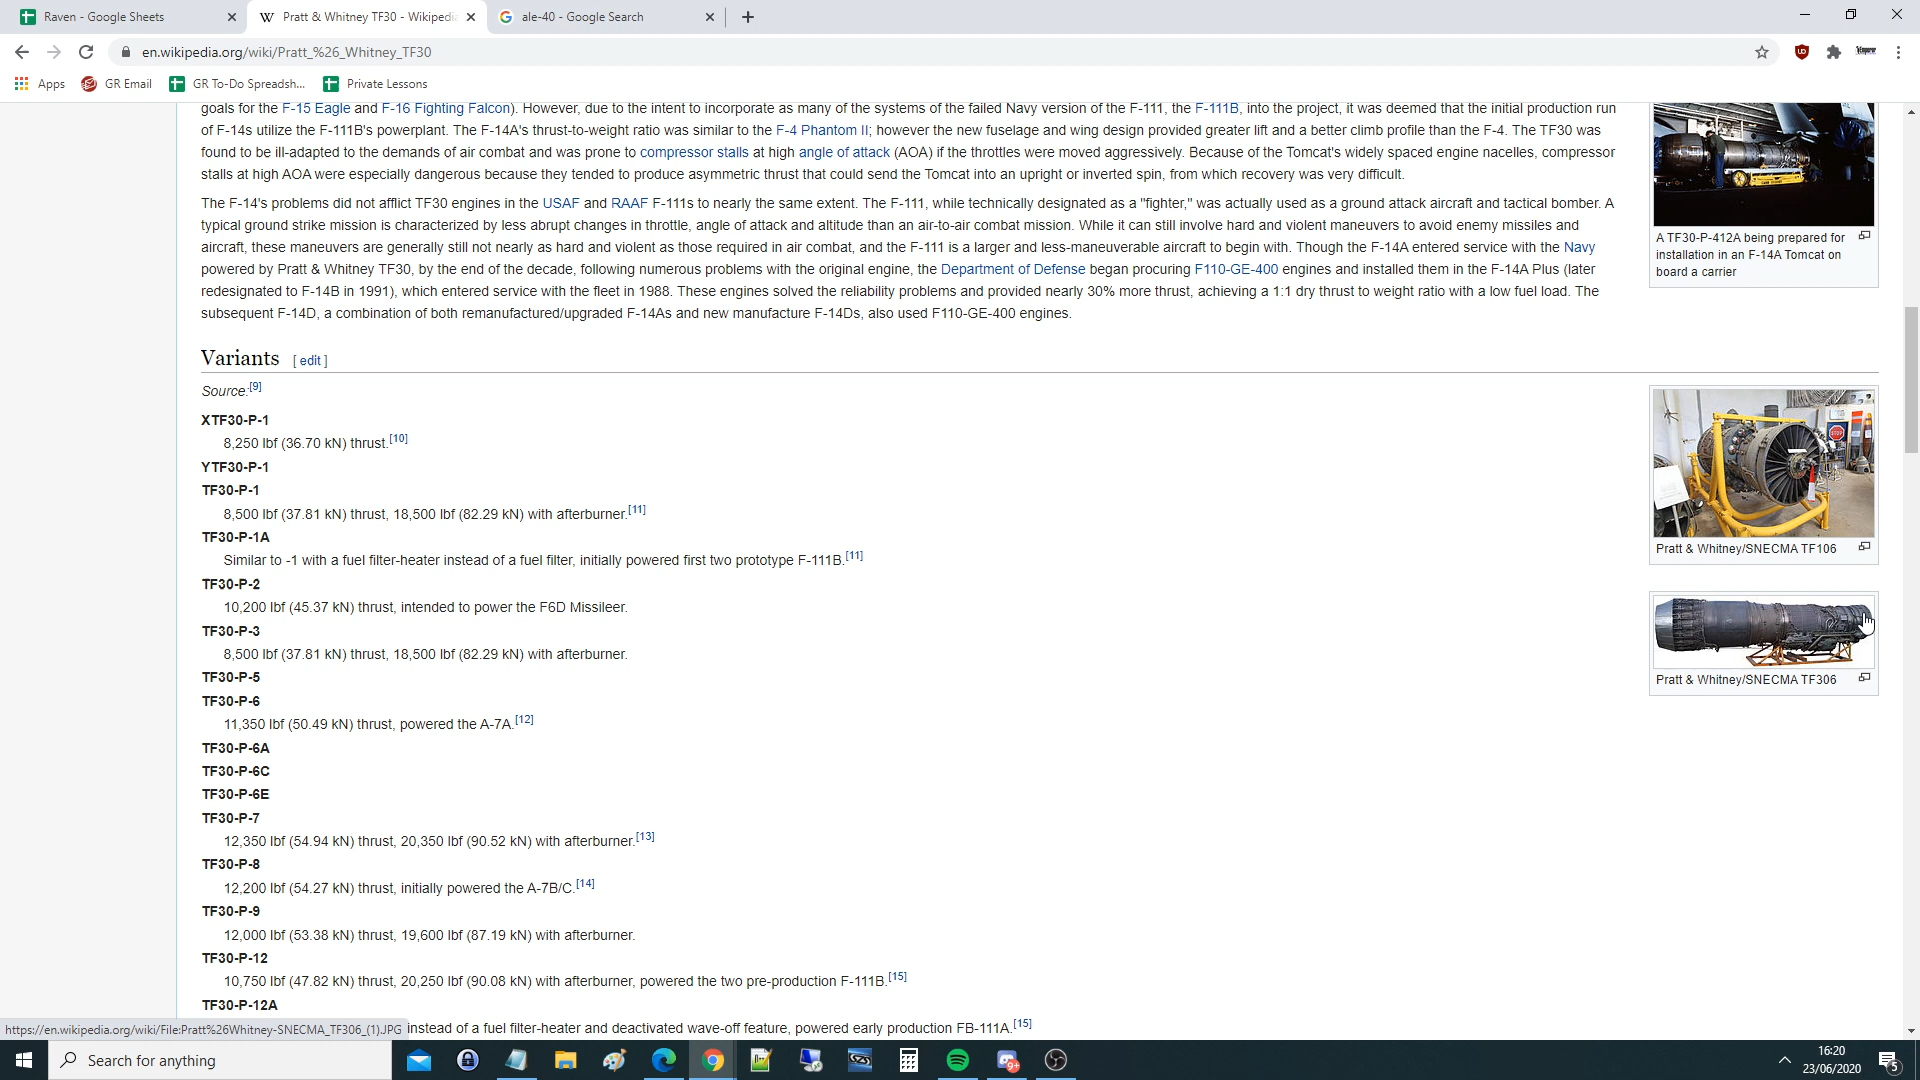 Raven - Google Sheets
Pratt & Whitney TF30 - Wikipedia
ale-40 - Google Search
en.wikipedia.org/wiki/Pratt_%26_Whitney_TF30
Apps
GR Email
GR To-Do Spreadsh...
Private Lessons
goals for the F-15 Eagle and F-16 Fighting Falcon). However, due to the intent to incorporate as many of the systems of the failed Navy version of the F-111, the F-111B, into the project, it was deemed that the initial production run
of F-14s utilize the F-111B's powerplant. The F-14A's thrust-to-weight ratio was similar to the F-4 Phantom II; however the new fuselage and wing design provided greater lift and a better climb profile than the F-4. The TF30 was
found to be ill-adapted to the demands of air combat and was prone to compressor stalls at high angle of attack (AOA) if the throttles were moved aggressively. Because of the Tomcat's widely spaced engine nacelles, compressor
stalls at high AOA were especially dangerous because they tended to produce asymmetric thrust that could send the Tomcat into an upright or inverted spin, from which recovery was very difficult.
The F-14's problems did not afflict TF30 engines in the USAF and RAAF F-111s to nearly the same extent. The F-111, while technically designated as a "fighter," was actually used as a ground attack aircraft and tactical bomber. A
typical ground strike mission is characterized by less abrupt changes in throttle, angle of attack and altitude than an air-to-air combat mission. While it can still involve hard and violent maneuvers to avoid enemy missiles and
aircraft, these maneuvers are generally still not nearly as hard and violent as those required in air combat, and the F-111 is a larger and less-maneuverable aircraft to begin with. Though the F-14A entered service with the Navy
powered by Pratt & Whitney TF30, by the end of the decade, following numerous problems with the original engine, the Department of Defense began procuring F110-GE-400 engines and installed them in the F-14A Plus (later
redesignated to F-14B in 1991), which entered service with the fleet in 1988. These engines solved the reliability problems and provided nearly 30% more thrust, achieving a 1:1 dry thrust to weight ratio with a low fuel load. The
subsequent F-14D, a combination of both remanufactured/upgraded F-14As and new manufacture F-14Ds, also used F110-GE-400 engines.
A TF30-P-412A being prepared for
installation in an F-14A Tomcat on
board a carrier
Variants [ edit ]
Source:[9]
XTF30-P-1
8,250 lbf (36.70 kN) thrust.[10]
YTF30-P-1
TF30-P-1
8,500 lbf (37.81 kN) thrust, 18,500 lbf (82.29 kN) with afterburner.[11]
TF30-P-1A
Similar to -1 with a fuel filter-heater instead of a fuel filter, initially powered first two prototype F-111B.[11]
TF30-P-2
10,200 lbf (45.37 kN) thrust, intended to power the F6D Missileer.
TF30-P-3
8,500 lbf (37.81 kN) thrust, 18,500 lbf (82.29 kN) with afterburner.
TF30-P-5
TF30-P-6
11,350 lbf (50.49 kN) thrust, powered the A-7A.[12]
TF30-P-6A
TF30-P-6C
TF30-P-6E
TF30-P-7
12,350 lbf (54.94 kN) thrust, 20,350 lbf (90.52 kN) with afterburner.[13]
TF30-P-8
12,200 lbf (54.27 kN) thrust, initially powered the A-7B/C.[14]
TF30-P-9
12,000 lbf (53.38 kN) thrust, 19,600 lbf (87.19 kN) with afterburner.
TF30-P-12
10,750 lbf (47.82 kN) thrust, 20,250 lbf (90.08 kN) with afterburner, powered the two pre-production F-111B.[15]
TF30-P-12A
instead of a fuel filter-heater and deactivated wave-off feature, powered early production FB-111A.[15]
STOP
Pratt & Whitney/SNECMA TF106
Pratt & Whitney/SNECMA TF306
https://en.wikipedia.org/wiki/File:Pratt%26Whitney-SNECMA_TF306_(1).JPG
Search for anything
9+
16:20
23/06/2020
5